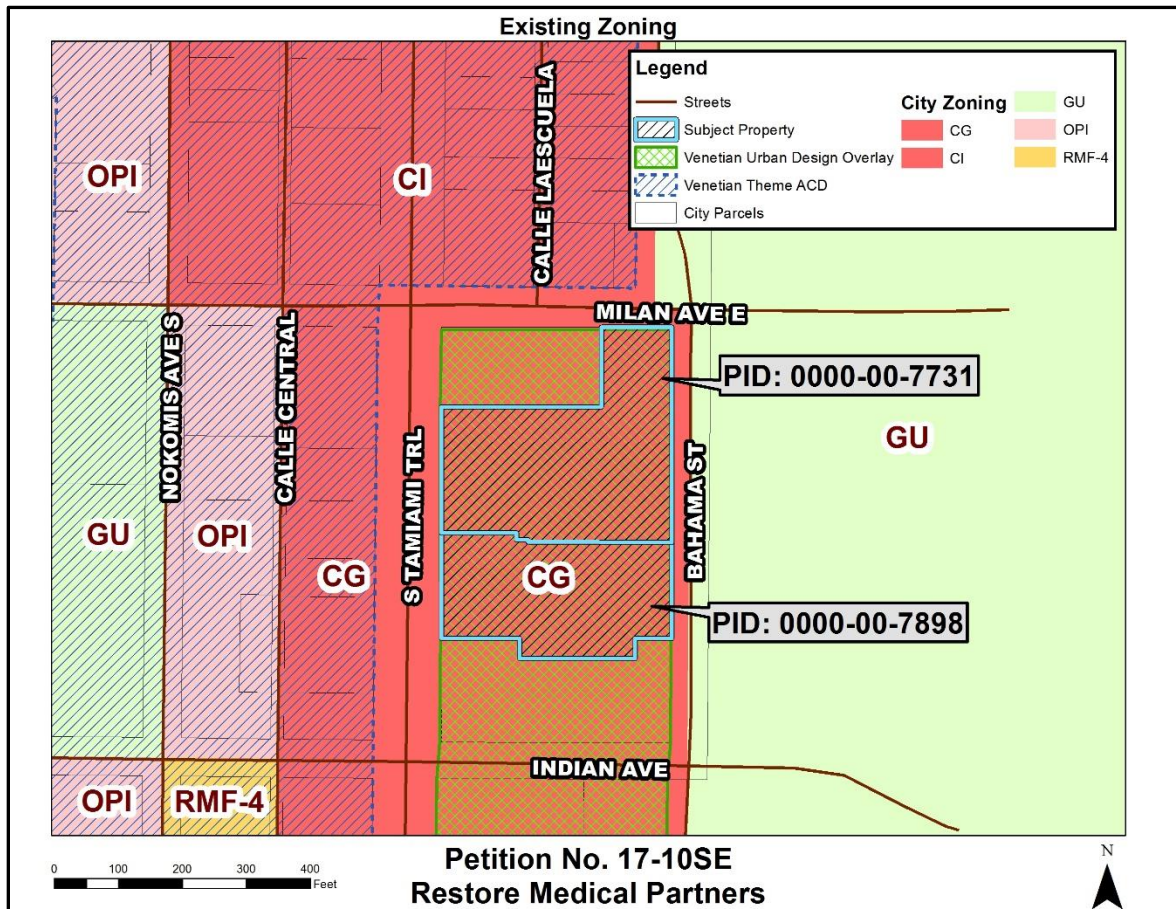 Existing Zoning
Legend
Streets
Subject Property
Venetian Urban Design Overlay
Venetian Theme ACD
City Parcels
City Zoning
CG
CI
GU
OPI
RMF-4
OPI
CI
CALLE LAESCUELA
MILAN AVE E
NOKOMIS AVE S
CALLE CENTRAL
S TAMIAMI TRL
BAHAMA ST
PID: 0000-00-7731
GU
GU
OPI
CG
CG
PID: 0000-00-7898
INDIAN AVE
OPI
RMF-4
0 100 200 300 400
Feet
Petition No. 17-10SE
Restore Medical Partners
N